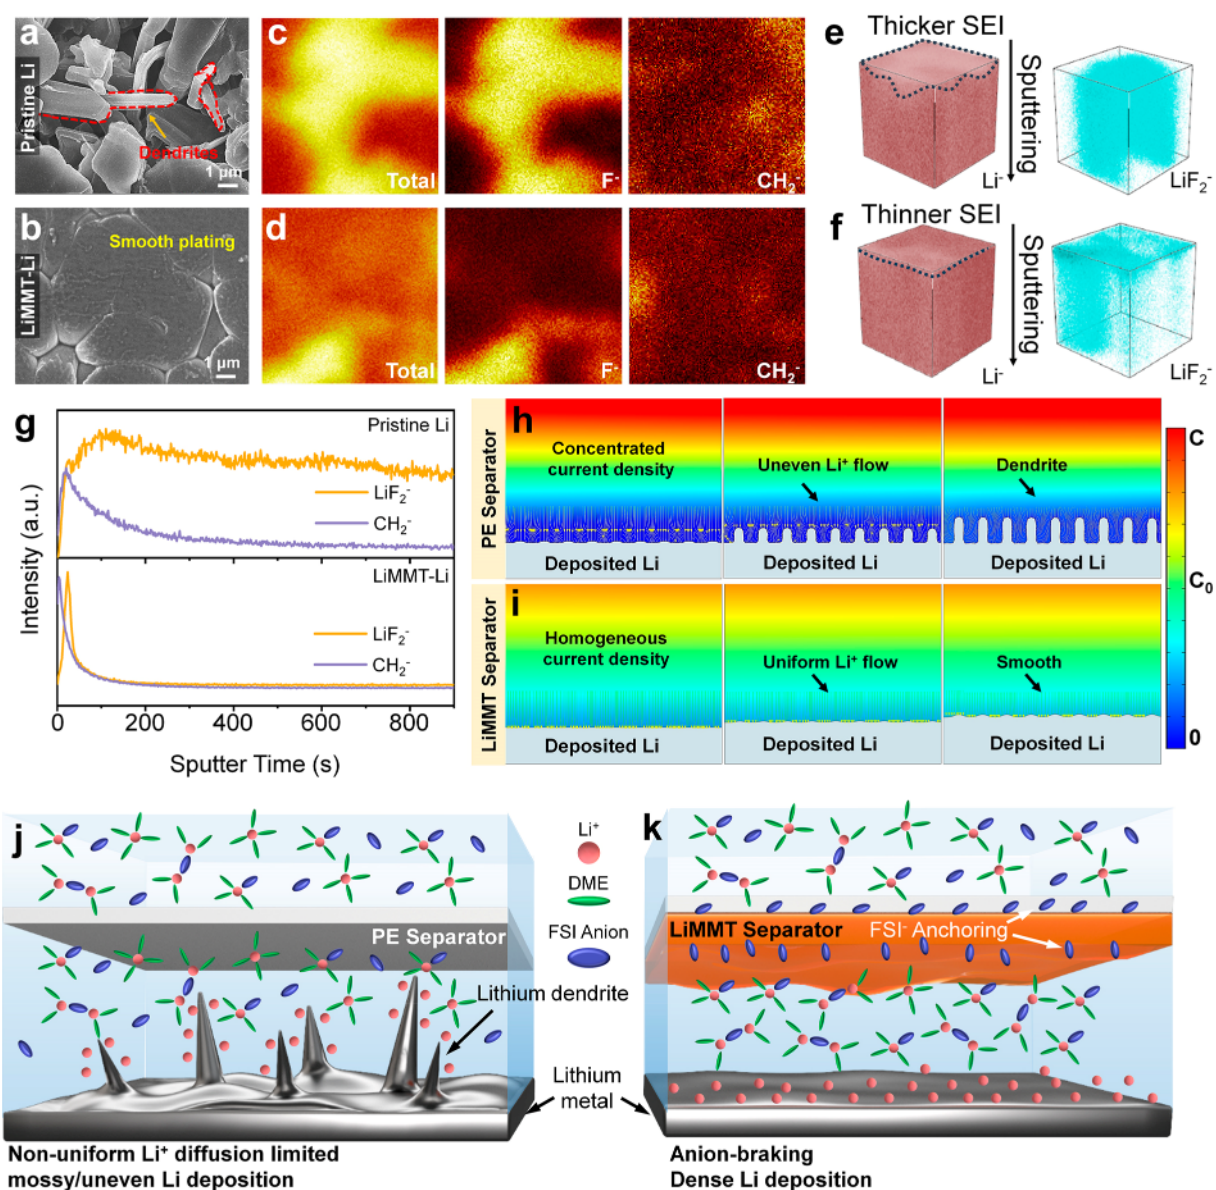 a
Pristine Li
Dendrites
1 μm
c
Total
F⁻
CH₂⁻
e
Thicker SEI
Sputtering
Li⁻
LiF₂⁻
b
LiMMT-Li
Smooth plating
1 μm
d
Total
F⁻
CH₂⁻
f
Thinner SEI
Sputtering
Li⁻
LiF₂⁻
g
Intensity (a.u.)
Pristine Li
LiF₂⁻
CH₂⁻
LiMMT-Li
LiF₂⁻
CH₂⁻
0 200 400 600 800
Sputter Time (s)
h
PE Separator
Concentrated
current density
Deposited Li
Uneven Li⁺ flow
Deposited Li
Dendrite
Deposited Li
i
LiMMT Separator
Homogeneous
current density
Deposited Li
Uniform Li⁺ flow
Deposited Li
Smooth
Deposited Li
C
C₀
0
j
PE Separator
Lithium dendrite
Li⁺
DME
FSI Anion
Lithium
metal
Non-uniform Li⁺ diffusion limited
mossy/uneven Li deposition
k
LiMMT Separator
FSI⁻ Anchoring
Anion-braking
Dense Li deposition